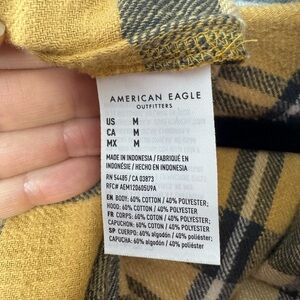 AMERICAN EAGLE
OUTFITTERS
US M
CA M
MX M
MADE IN INDONESIA / FABRIQUÉ EN
INDONÉSIE / HECHO EN INDONESIA
RN 54485 / CA 03873
RFC# AEM120605UYA
EN BODY: 60% COTTON / 40% POLYESTER;
HOOD: 60% COTTON / 40% POLYESTER
FR CORPS: 60% COTON / 40% POLYESTER;
CAPUCHON: 60% COTON / 40% POLYESTER
SP CUERPO: 60% algodón / 40% poliéster;
CAPUCHA: 60% algodón / 40% poliéster